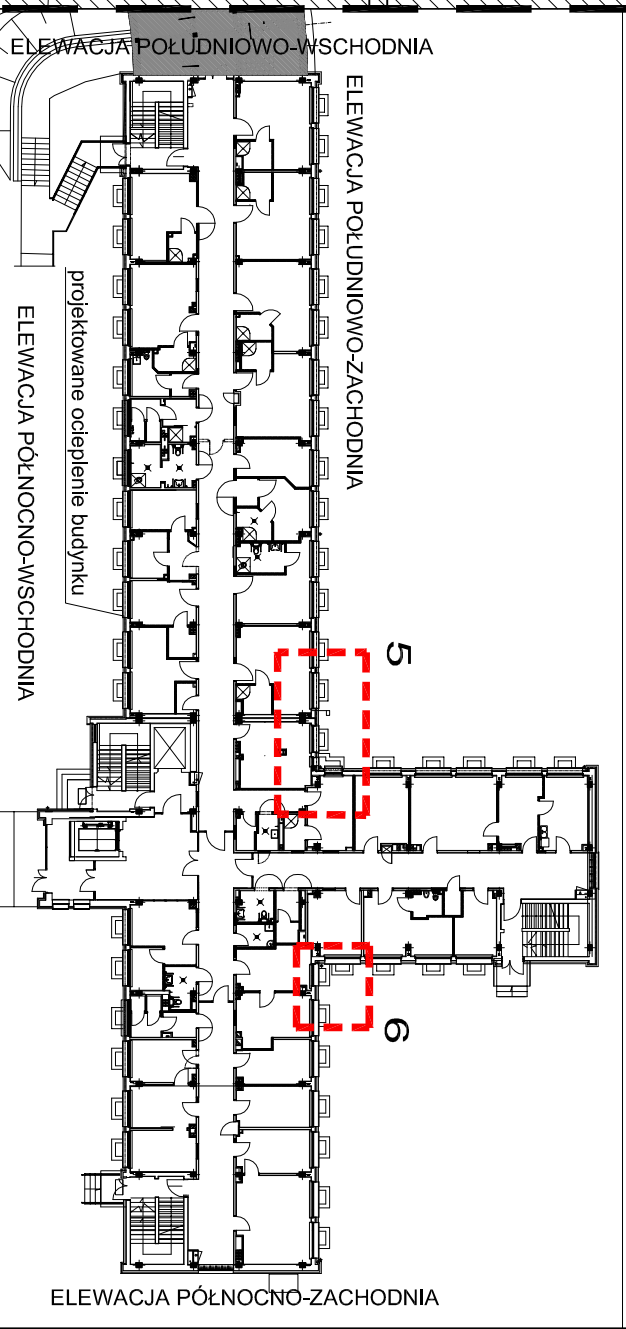 ELEWACJA POŁUDNIOWO-WSCHODNIA
ELEWACJA POŁUDNIOWO-ZACHODNIA
projektowane ocieplenie budynku
ELEWACJA PÓŁNOCNO-WSCHODNIA
5
6
ELEWACJA PÓŁNOCNO-ZACHODNIA